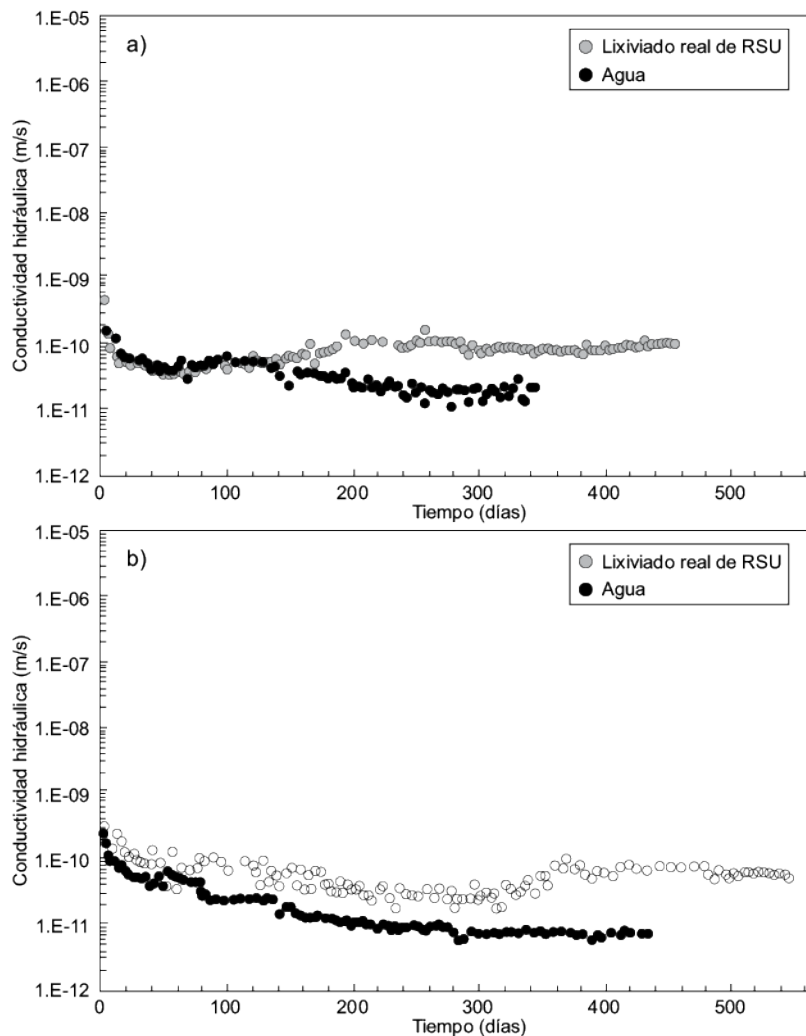 a)
Lixiviado real de RSU
Agua
Conductividad hidráulica (m/s)
1.E-05
1.E-06
1.E-07
1.E-08
1.E-09
1.E-10
1.E-11
1.E-12
0 100 200 300 400 500
Tiempo (días)
b)
Lixiviado real de RSU
Agua
Conductividad hidráulica (m/s)
1.E-05
1.E-06
1.E-07
1.E-08
1.E-09
1.E-10
1.E-11
1.E-12
0 100 200 300 400 500
Tiempo (días)